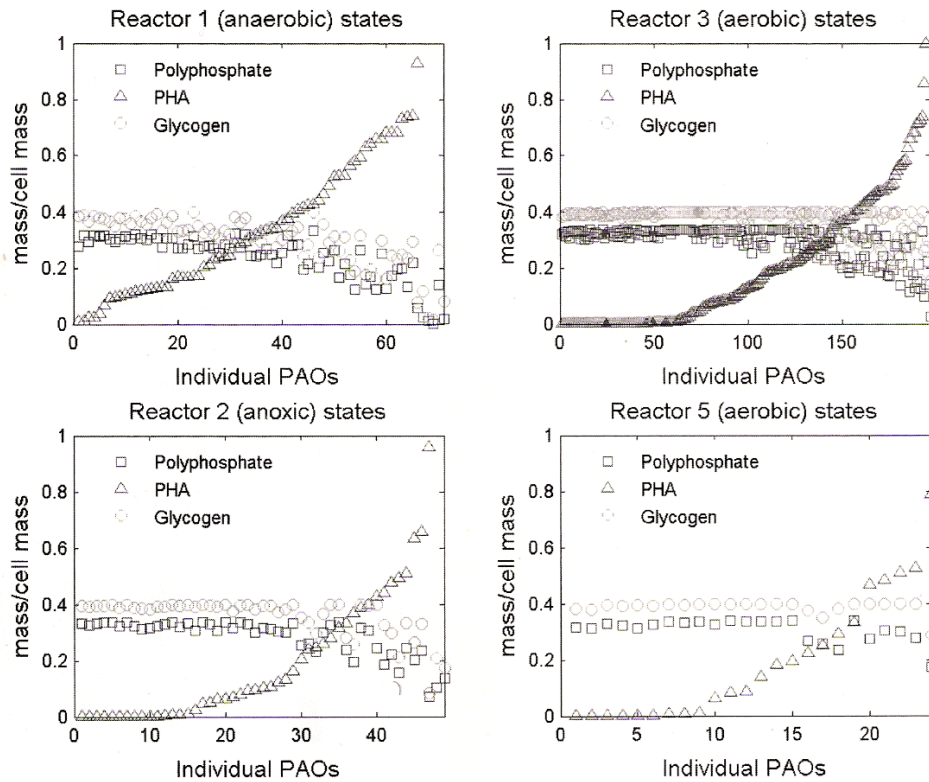 Reactor 1 (anaerobic) states
mass/cell mass
1
0.8
0.6
0.4
0.2
0
Polyphosphate
PHA
Glycogen
0 20 40 60
Individual PAOs
Reactor 3 (aerobic) states
mass/cell mass
1
0.8
0.6
0.4
0.2
0
Polyphosphate
PHA
Glycogen
0 50 100 150
Individual PAOs
Reactor 2 (anoxic) states
mass/cell mass
1
0.8
0.6
0.4
0.2
0
Polyphosphate
PHA
Glycogen
0 10 20 30 40
Individual PAOs
Reactor 5 (aerobic) states
mass/cell mass
1
0.8
0.6
0.4
0.2
0
Polyphosphate
PHA
Glycogen
0 5 10 15 20
Individual PAOs